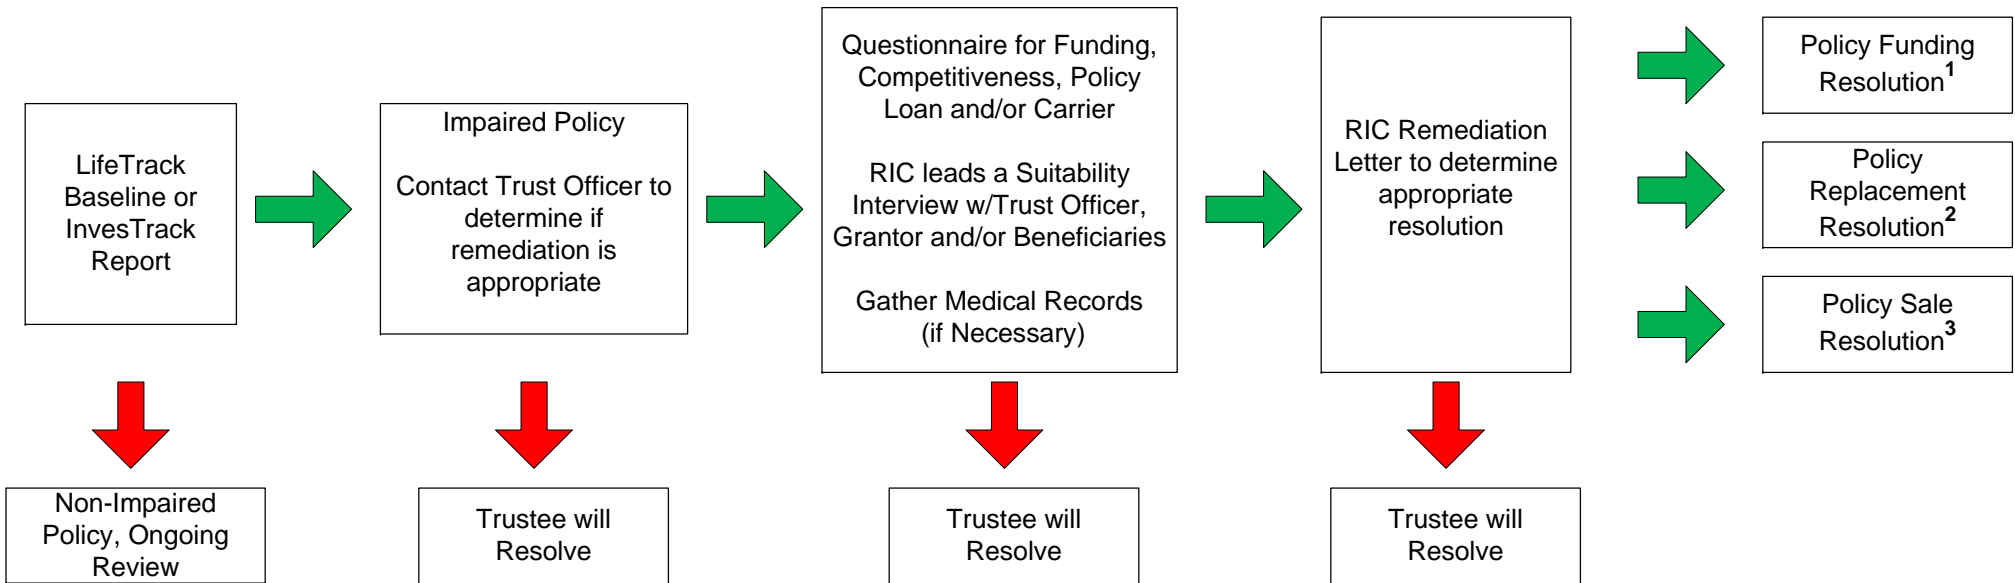 LifeTrack
Baseline or
InvesTrack
Report
Impaired Policy
Contact Trust Officer to
determine if
remediation is
appropriate
Questionnaire for Funding,
Competitiveness, Policy
Loan and/or Carrier
RIC leads a Suitability
Interview w/Trust Officer,
Grantor and/or Beneficiaries
Gather Medical Records
(if Necessary)
RIC Remediation
Letter to determine
appropriate
resolution
Policy Funding
Resolution1
Policy
Replacement
Resolution2
Policy Sale
Resolution3
Non-Impaired
Policy, Ongoing
Review
Trustee will
Resolve
Trustee will
Resolve
Trustee will
Resolve